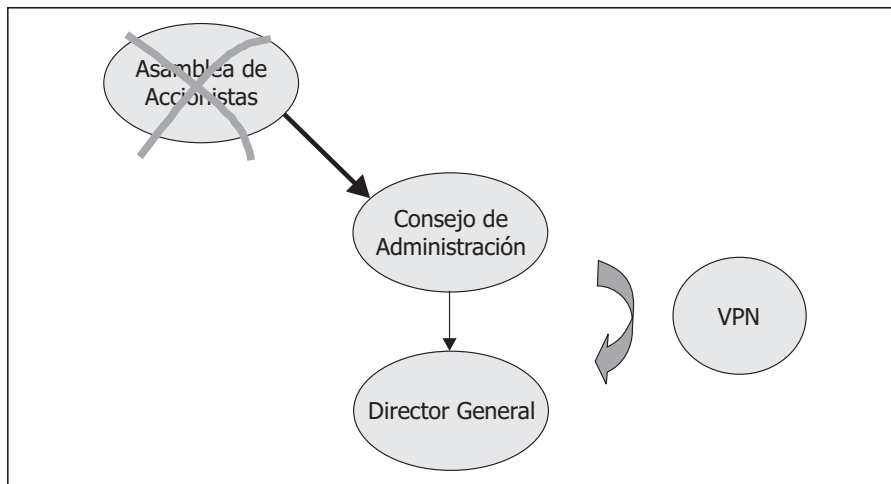 Asamblea de
Accionistas
Consejo de
Administración
VPN
Director General